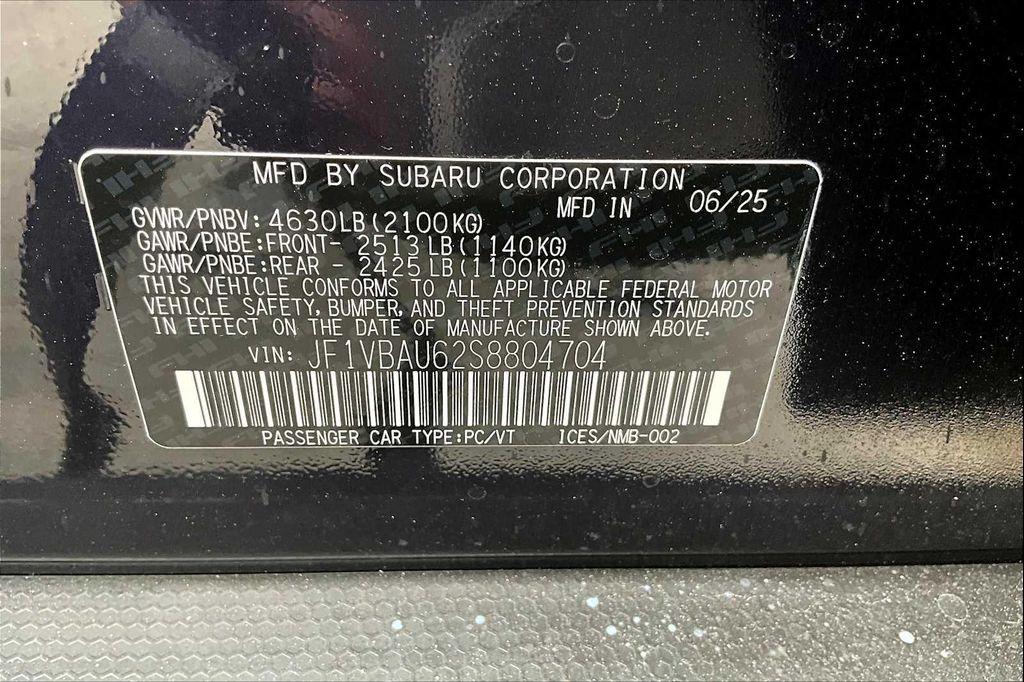 MFD BY SUBARU CORPORATION
MFD IN 06/25
GVWR/PNBV: 4630LB (2100KG)
GAWR/PNBE:FRONT- 2513 LB (1140KG)
GAWR/PNBE:REAR - 2425 LB (1100KG)
THIS VEHICLE CONFORMS TO ALL APPLICABLE FEDERAL MOTOR
VEHICLE SAFETY, BUMPER, AND THEFT PREVENTION STANDARDS
IN EFFECT ON THE DATE OF MANUFACTURE SHOWN ABOVE.
VIN: JF1VBAU62S8804704
PASSENGER CAR TYPE:PC/VT ICES/NMB-002